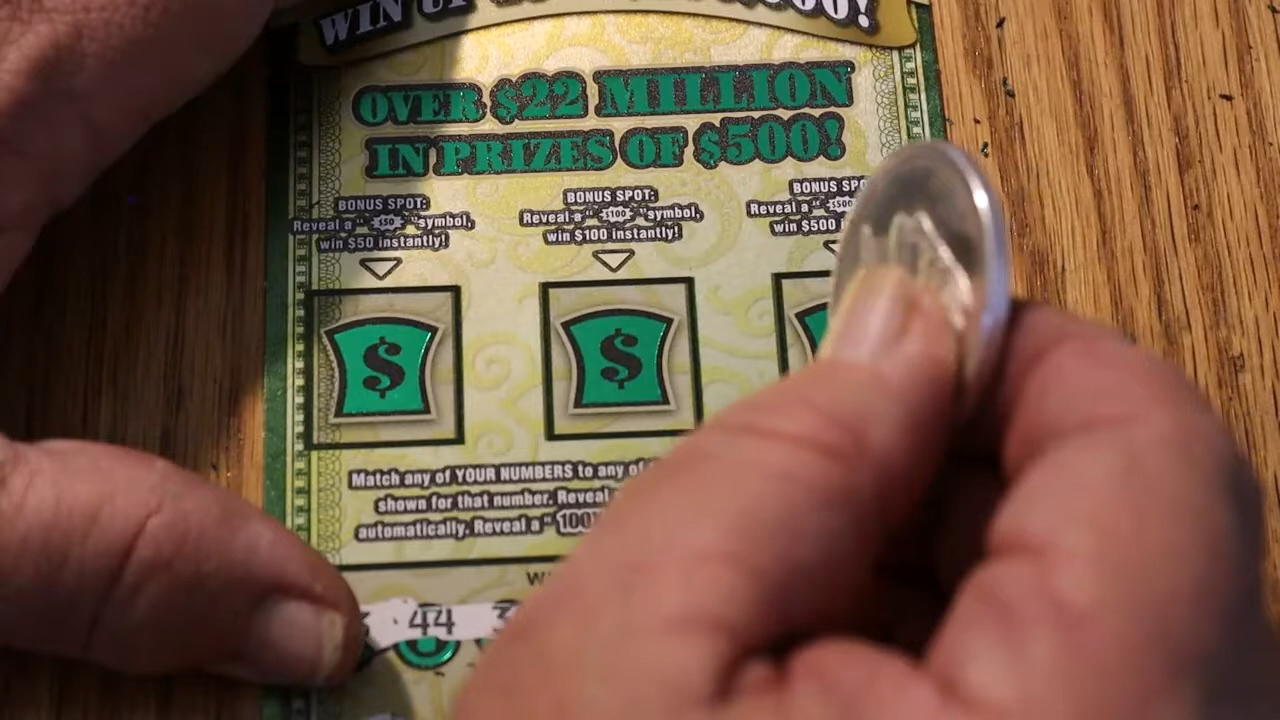 WIN UP 000!
OVER $22 MILLION
IN PRIZES OF $500!
BONUS SPOT:
Reveal a "$50" symbol,
win $50 instantly!
BONUS SPOT:
Reveal a "$100" symbol,
win $100 instantly!
BONUS
Reveal a "$500
win $500
$
$
Match any of YOUR NUMBERS to any of
shown for that number. Reveal
automatically. Reveal a "100
44